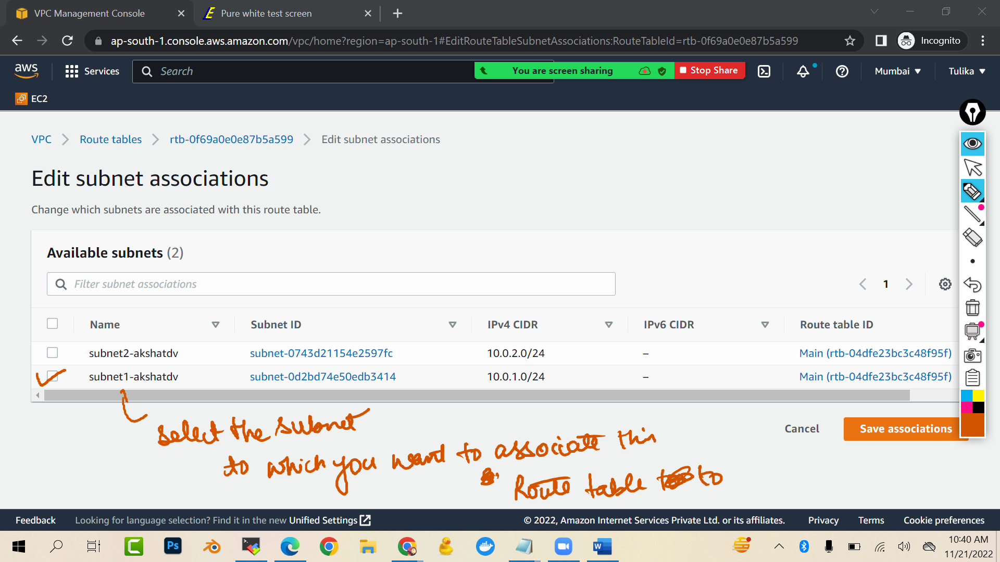 VPC Management Console
Pure white test screen
ap-south-1.console.aws.amazon.com/vpc/home?region=ap-south-1#EditRouteTableSubnetAssociations:RouteTableId=rtb-0f69a0e0e87b5a599
Incognito
aws
Services
Search
You are screen sharing
Stop Share
Mumbai
Tulika
EC2
VPC > Route tables > rtb-0f69a0e0e87b5a599 > Edit subnet associations
Edit subnet associations
Change which subnets are associated with this route table.
Available subnets (2)
Filter subnet associations
1
Name Subnet ID IPv4 CIDR IPv6 CIDR Route table ID
subnet2-akshatdv subnet-0743d21154e2597fc 10.0.2.0/24 – Main (rtb-04dfe23bc3c48f95f)
subnet1-akshatdv subnet-0d2bd74e50edb3414 10.0.1.0/24 – Main (rtb-04dfe23bc3c48f95f)
Cancel Save associations
Select the Subnet
to which you want to associate this
Route table to
Feedback Looking for language selection? Find it in the new Unified Settings © 2022, Amazon Internet Services Private Ltd. or its affiliates. Privacy Terms Cookie preferences
Ps
W
10:40 AM
11/21/2022